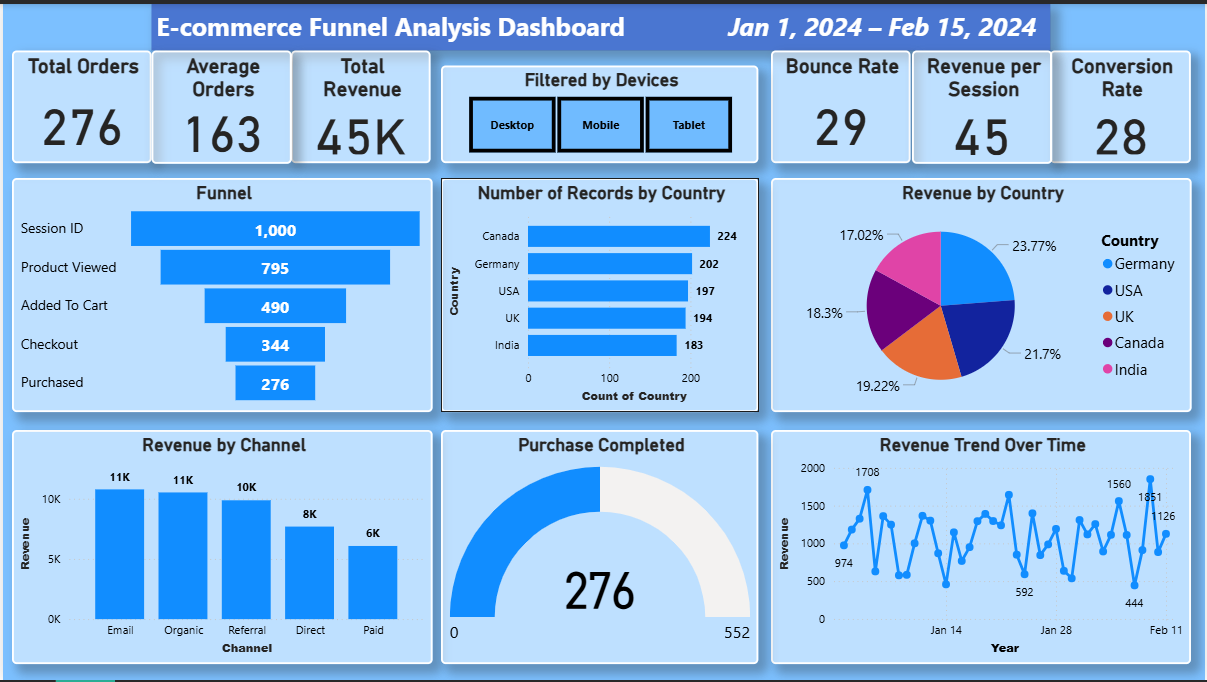 E-commerce Funnel Analysis Dashboard
Jan 1, 2024 – Feb 15, 2024
Total Orders
276
Average
Orders
163
Total
Revenue
45K
Filtered by Devices
Desktop
Mobile
Tablet
Bounce Rate
29
Revenue per
Session
45
Conversion
Rate
28
Funnel
Session ID
1,000
Product Viewed
795
Added To Cart
490
Checkout
344
Purchased
276
Number of Records by Country
Country
Canada
224
Germany
202
USA
197
UK
194
India
183
0
100
200
Count of Country
Revenue by Country
17.02%
23.77%
18.3%
21.7%
19.22%
Country
Germany
USA
UK
Canada
India
Revenue by Channel
Revenue
10K
5K
0K
11K
11K
10K
8K
6K
Email
Organic
Referral
Direct
Paid
Channel
Purchase Completed
276
0
552
Revenue Trend Over Time
Revenue
2000
1500
1000
500
0
974
1708
592
1560
444
1851
1126
Jan 14
Jan 28
Feb 11
Year